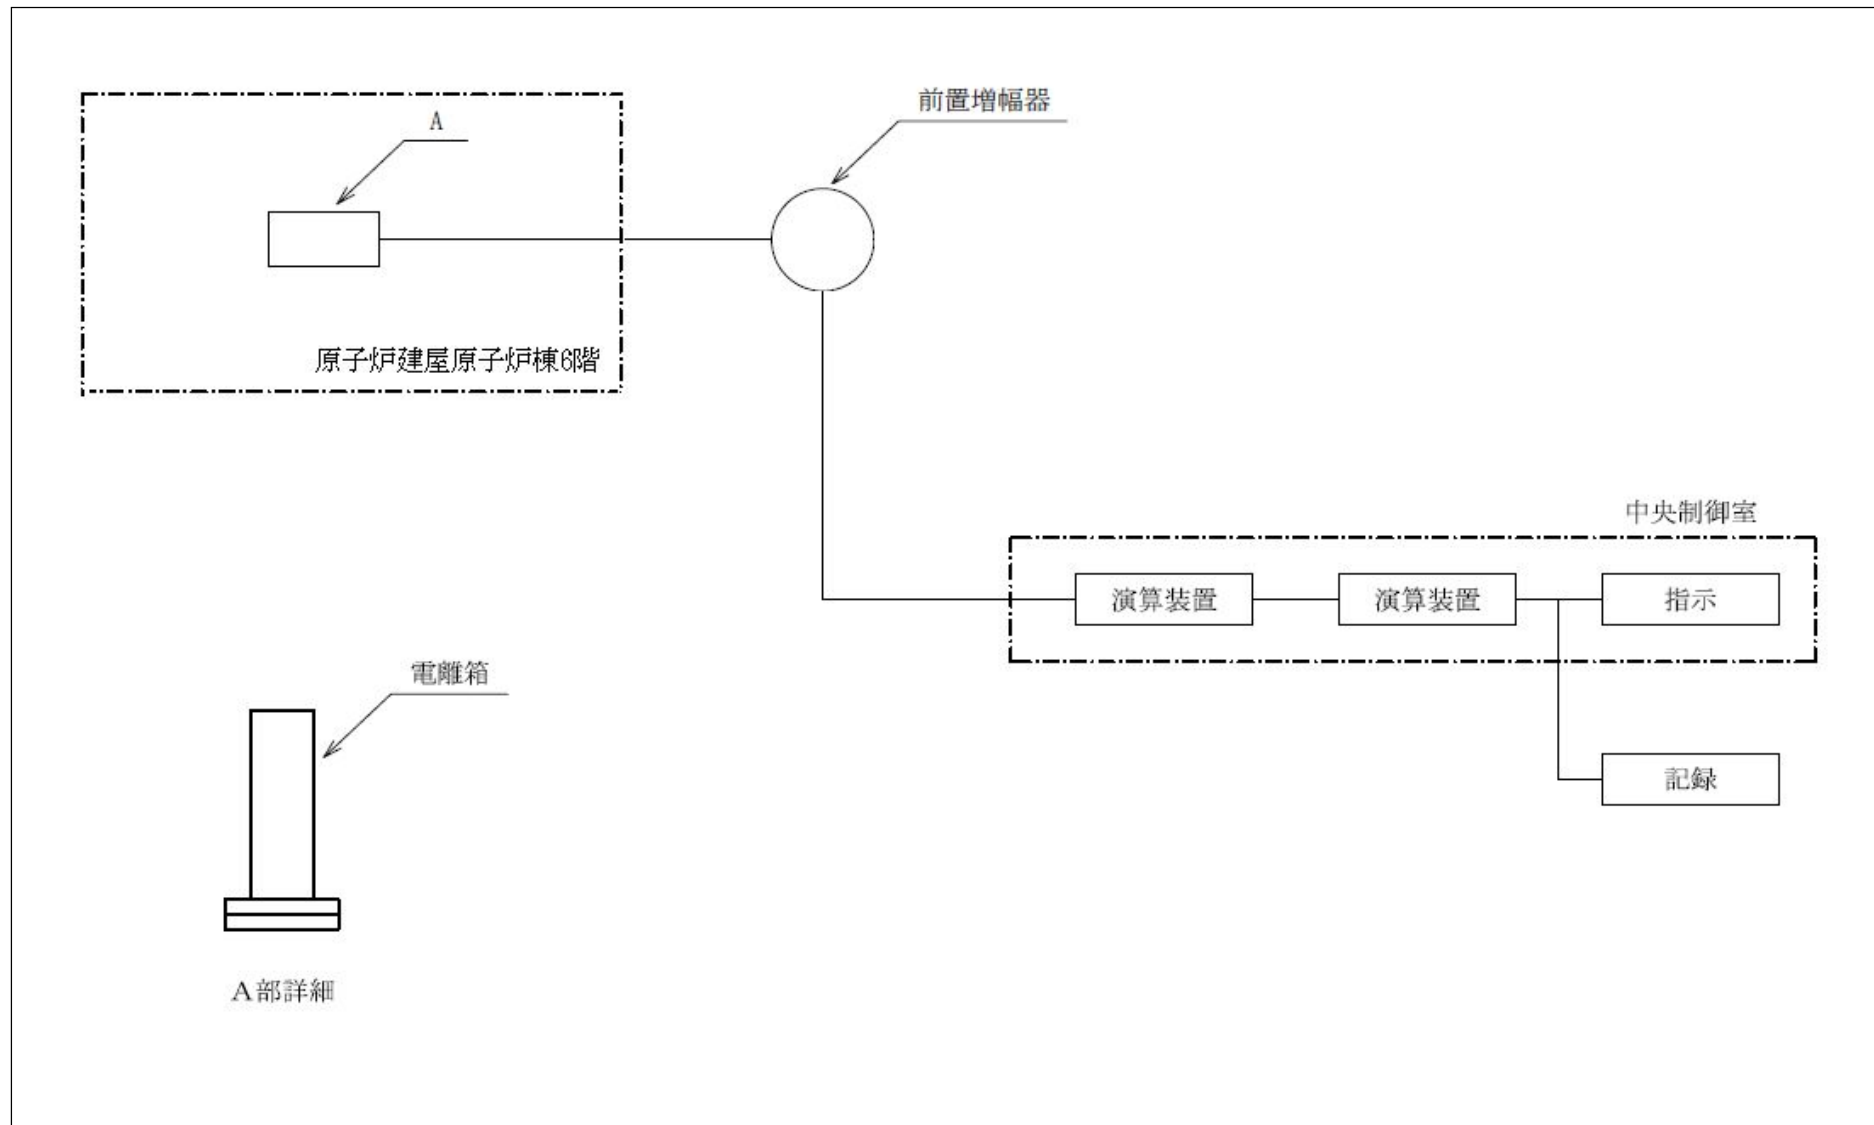 前置増幅器
A
原子炉建屋原子炉棟6階
中央制御室
演算装置
演算装置
指示
電離箱
記録
A部詳細